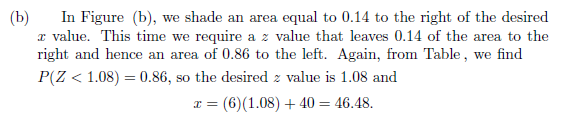 (b) In Figure (b), we shade an area equal to 0.14 to the right of the desired
x value. This time we require a z value that leaves 0.14 of the area to the
right and hence an area of 0.86 to the left. Again, from Table , we find
P(Z < 1.08) = 0.86, so the desired z value is 1.08 and
x = (6)(1.08) + 40 = 46.48.